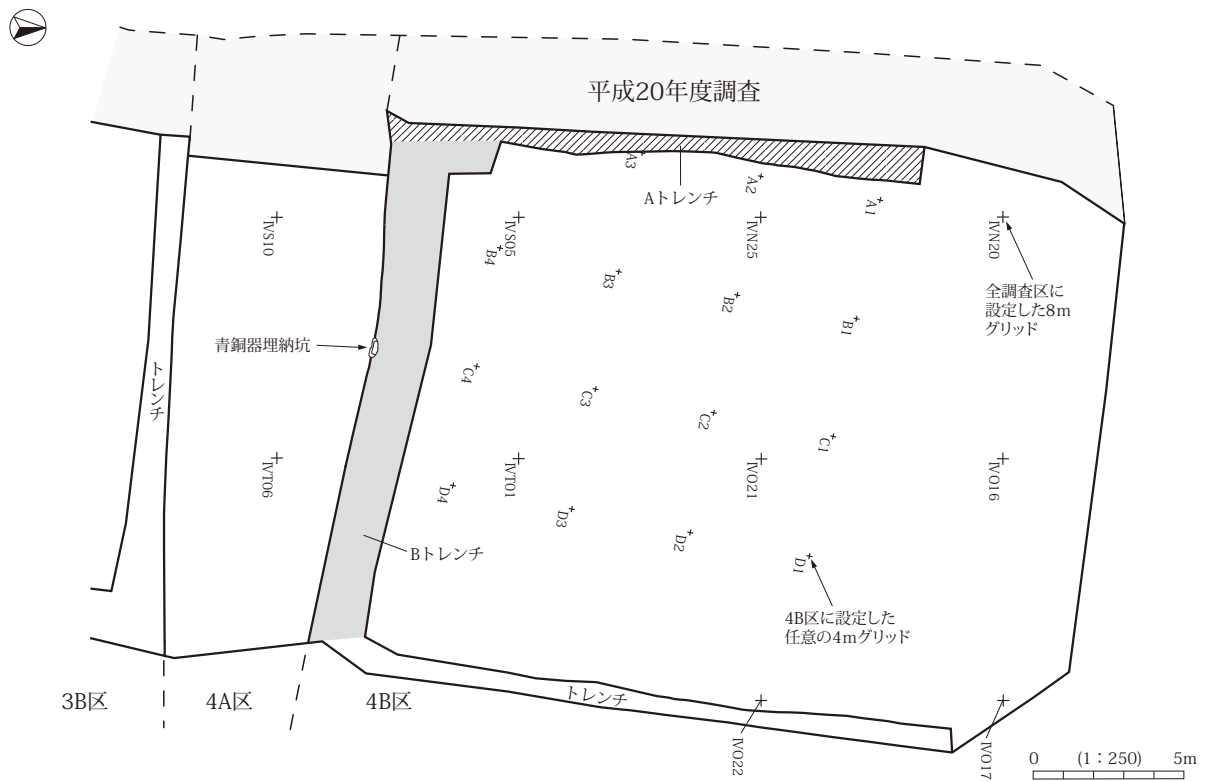 平成20年度調査
Aトレンチ
A3
A2
A1
ⅣS10
ⅣS05
ⅣN25
ⅣN20
B4
B3
B2
B1
全調査区に
設定した8m
グリッド
青銅器埋納坑
トレンチ
C4
C3
C2
C1
ⅣT06
ⅣT01
ⅣO21
ⅣO16
D4
D3
D2
D1
Bトレンチ
4B区に設定した
任意の4mグリッド
3B区
4A区
4B区
トレンチ
ⅣO22
ⅣO17
0 (1：250) 5m